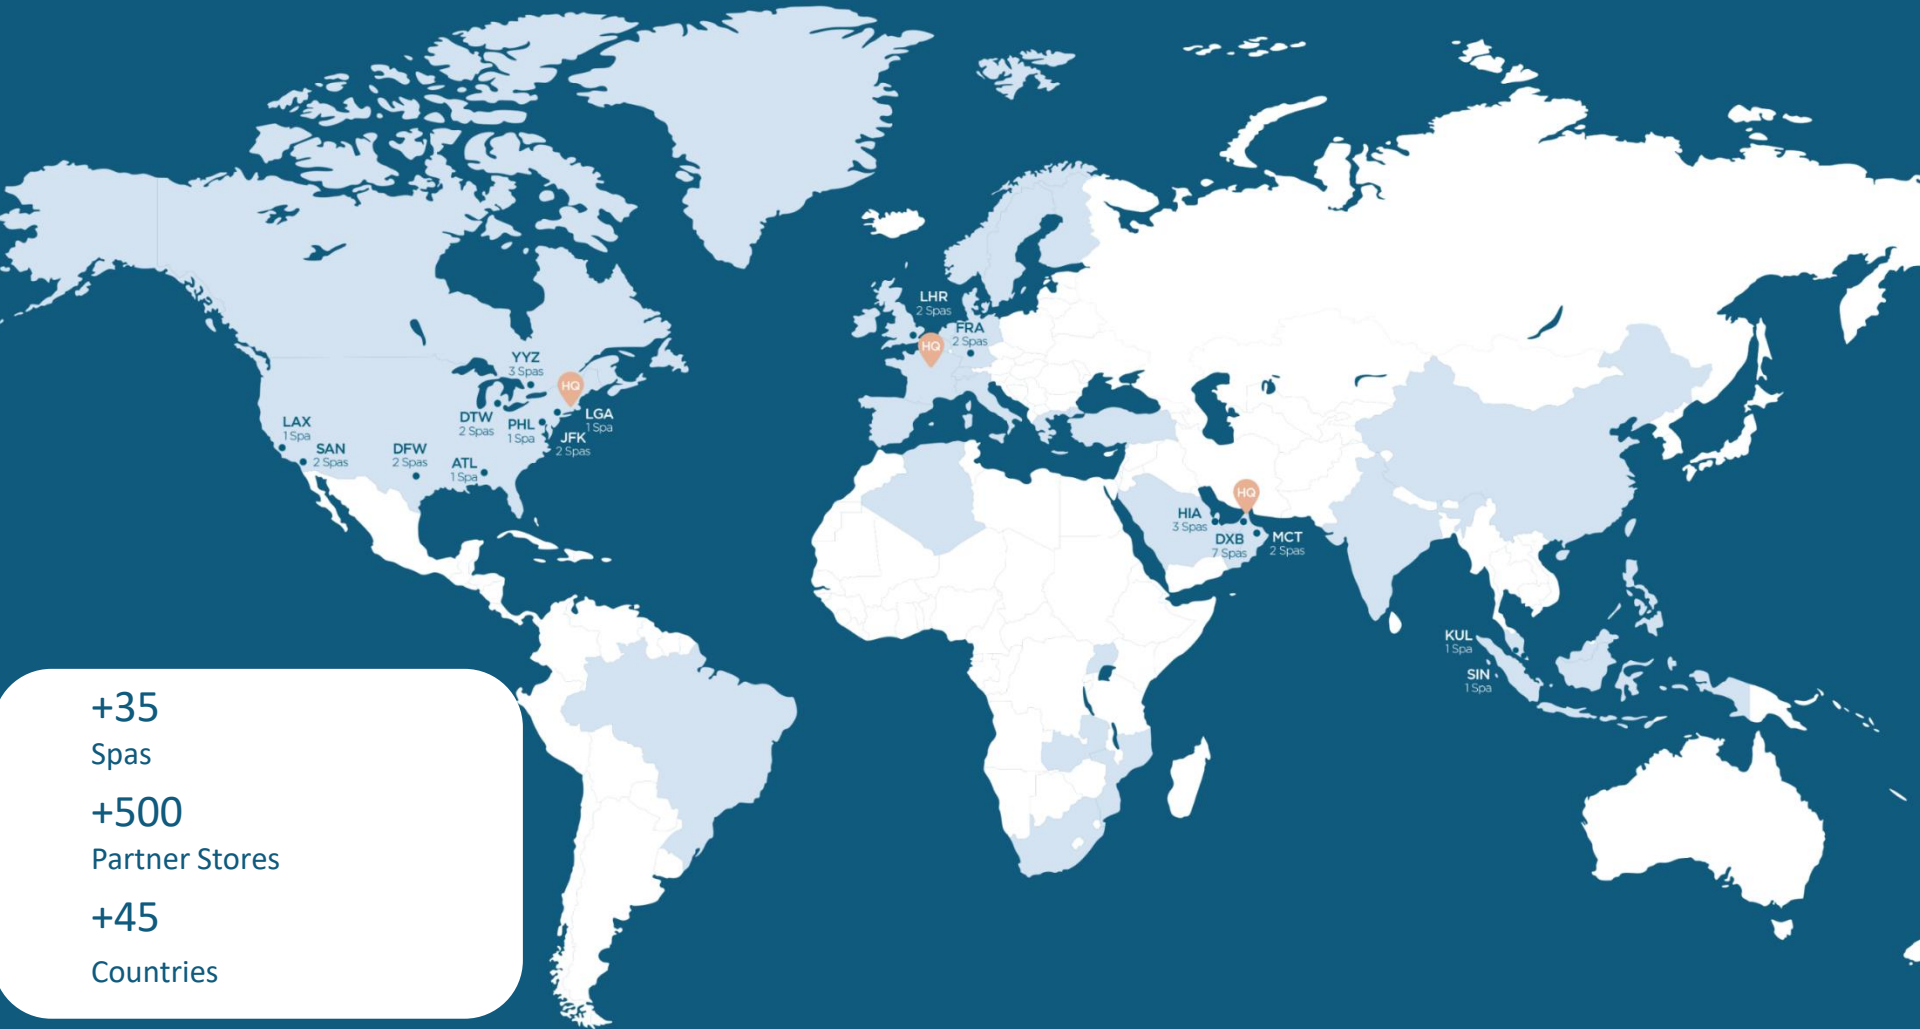 LHR
2 Spas
HQ
FRA
2 Spas
YYZ
3 Spas
HQ
DTW
2 Spas
PHL
1 Spa
LGA
1 Spa
JFK
2 Spas
LAX
1 Spa
SAN
2 Spas
DFW
2 Spas
ATL
1 Spa
HQ
HIA
3 Spas
DXB
7 Spas
MCT
2 Spas
KUL
1 Spa
SIN
1 Spa
+35
Spas
+500
Partner Stores
+45
Countries